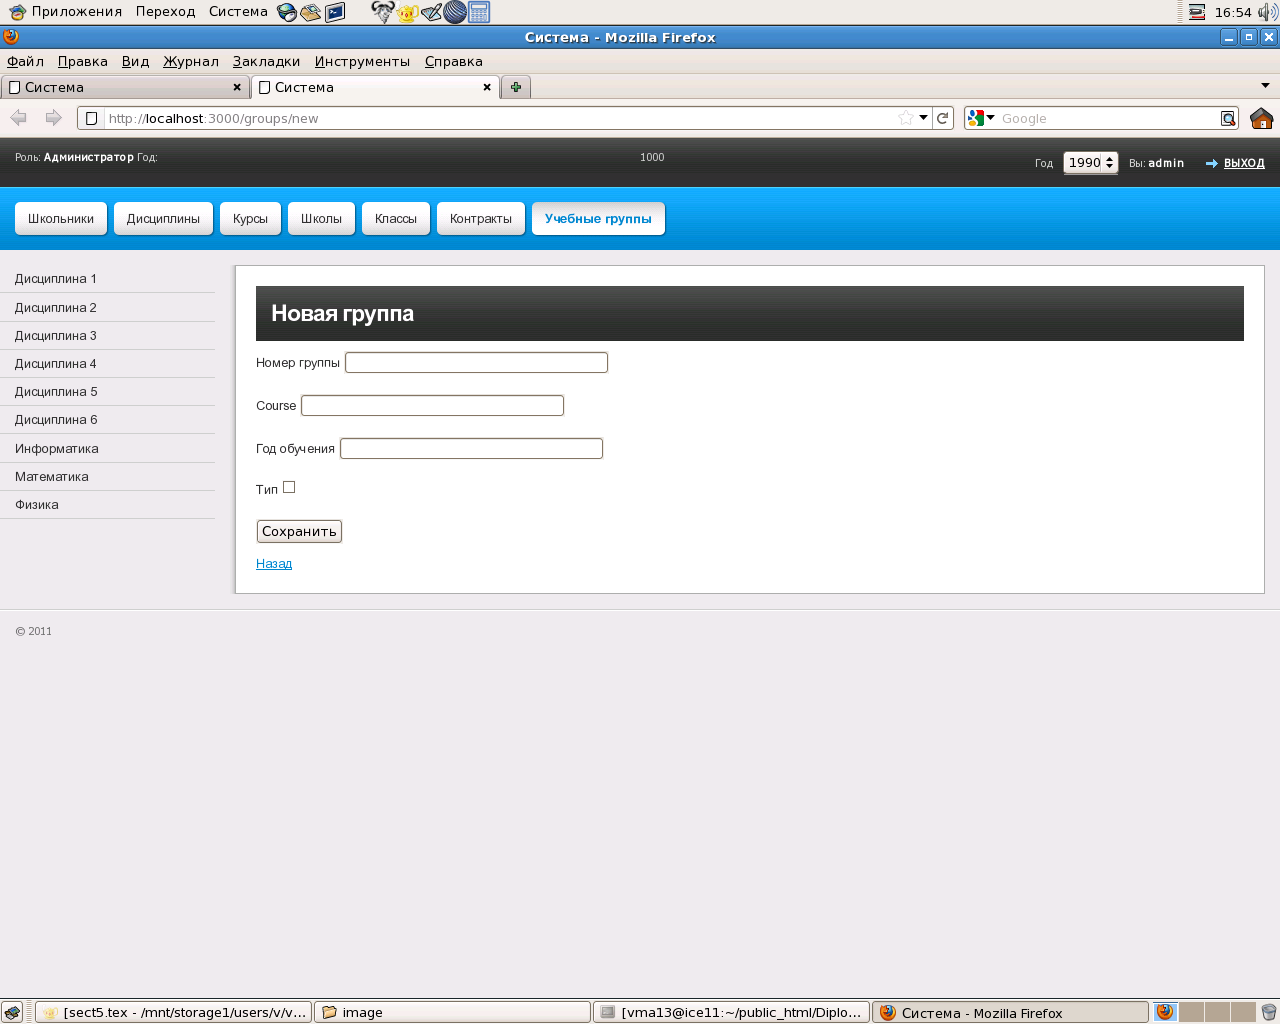 Приложения Переход Система 16:54
Система - Mozilla Firefox
Файл Правка Вид Журнал Закладки Инструменты Справка
Система Система
http://localhost:3000/groups/new Google
Роль: Администратор Год: 1000 Год 1990 Вы: admin ВЫХОД
Школьники Дисциплины Курсы Школы Классы Контракты Учебные группы
Дисциплина 1
Дисциплина 2
Дисциплина 3
Дисциплина 4
Дисциплина 5
Дисциплина 6
Информатика
Математика
Физика
Новая группа
Номер группы
Course
Год обучения
Тип
Сохранить
Назад
© 2011
[sect5.tex - /mnt/storage1/users/v/v... image [vma13@ice11:~/public_html/Diplo... Система - Mozilla Firefox